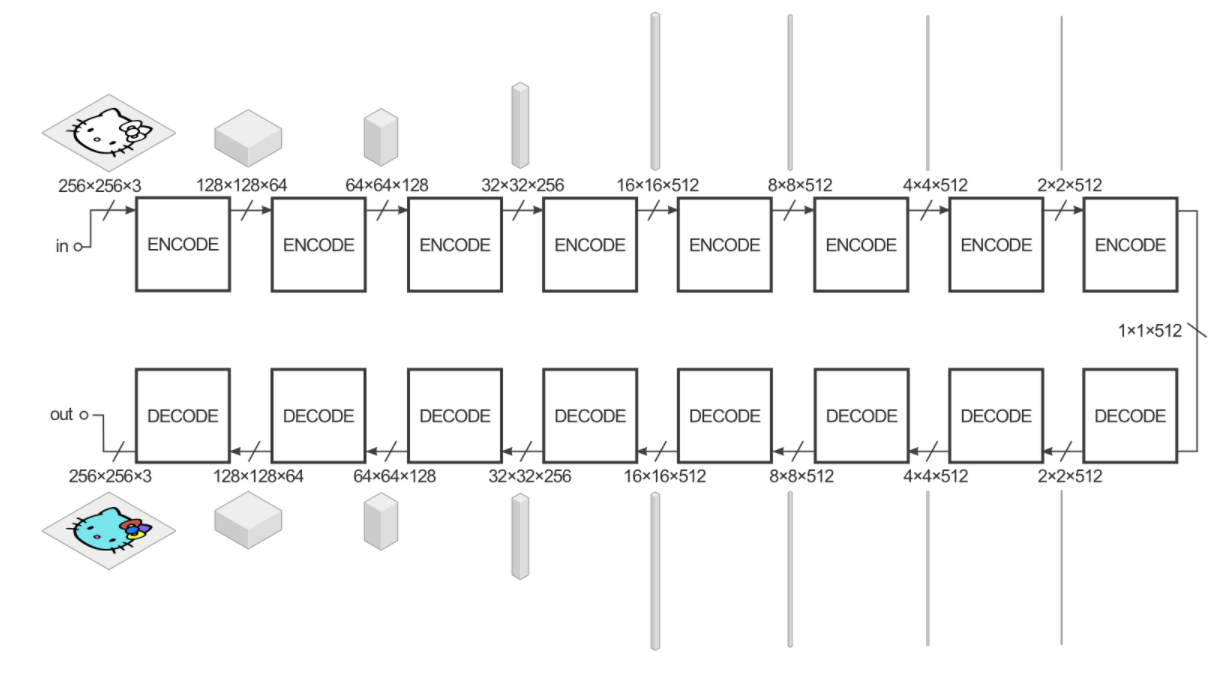 256×256×3
128×128×64
64×64×128
32×32×256
16×16×512
8×8×512
4×4×512
2×2×512
in
ENCODE
ENCODE
ENCODE
ENCODE
ENCODE
ENCODE
ENCODE
ENCODE
1×1×512
out
DECODE
DECODE
DECODE
DECODE
DECODE
DECODE
DECODE
DECODE
256×256×3
128×128×64
64×64×128
32×32×256
16×16×512
8×8×512
4×4×512
2×2×512